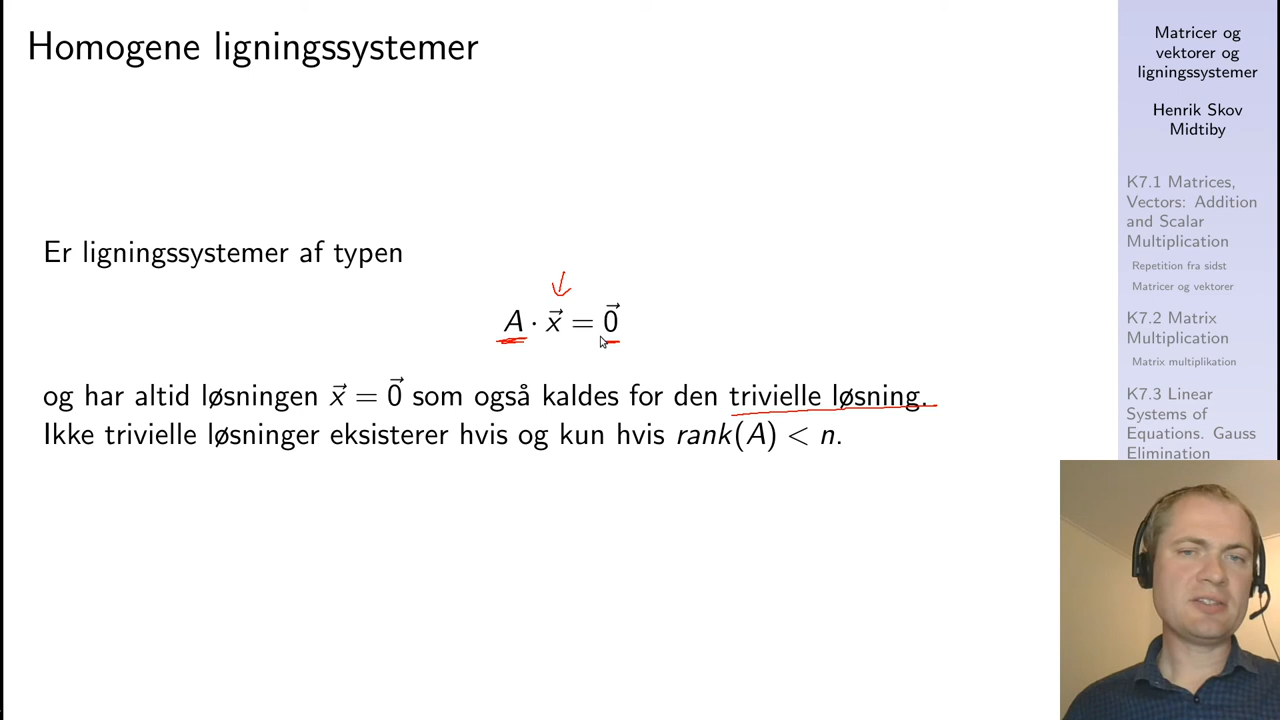 Homogene ligningssystemer
Er ligningssystemer af typen
A · x⃗ = 0⃗
og har altid løsningen x⃗ = 0⃗ som også kaldes for den trivielle løsning.
Ikke trivielle løsninger eksisterer hvis og kun hvis rank(A) < n.
Matricer og
vektorer og
ligningssystemer
Henrik Skov
Midtiby
K7.1 Matrices,
Vectors: Addition
and Scalar
Multiplication
Repetition fra sidst
Matricer og vektorer
K7.2 Matrix
Multiplication
Matrix multiplikation
K7.3 Linear
Systems of
Equations. Gauss
Elimination